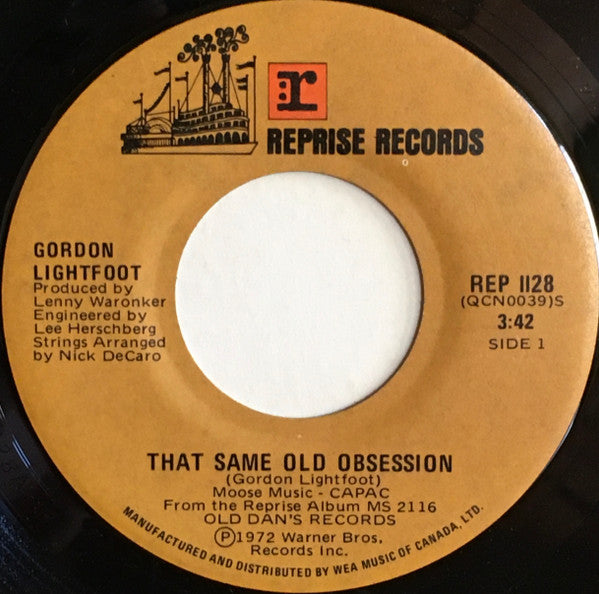 r
REPRISE RECORDS
GORDON
LIGHTFOOT
Produced by
Lenny Waronker
Engineered by
Lee Herschberg
Strings Arranged
by Nick DeCaro
REP 1128
(QCN0039)S
3:42
SIDE 1
THAT SAME OLD OBSESSION
(Gordon Lightfoot)
Moose Music - CAPAC
From the Reprise Album MS 2116
OLD DAN'S RECORDS
Ⓟ1972 Warner Bros.
Records Inc.
MANUFACTURED AND DISTRIBUTED BY WEA MUSIC OF CANADA, LTD.